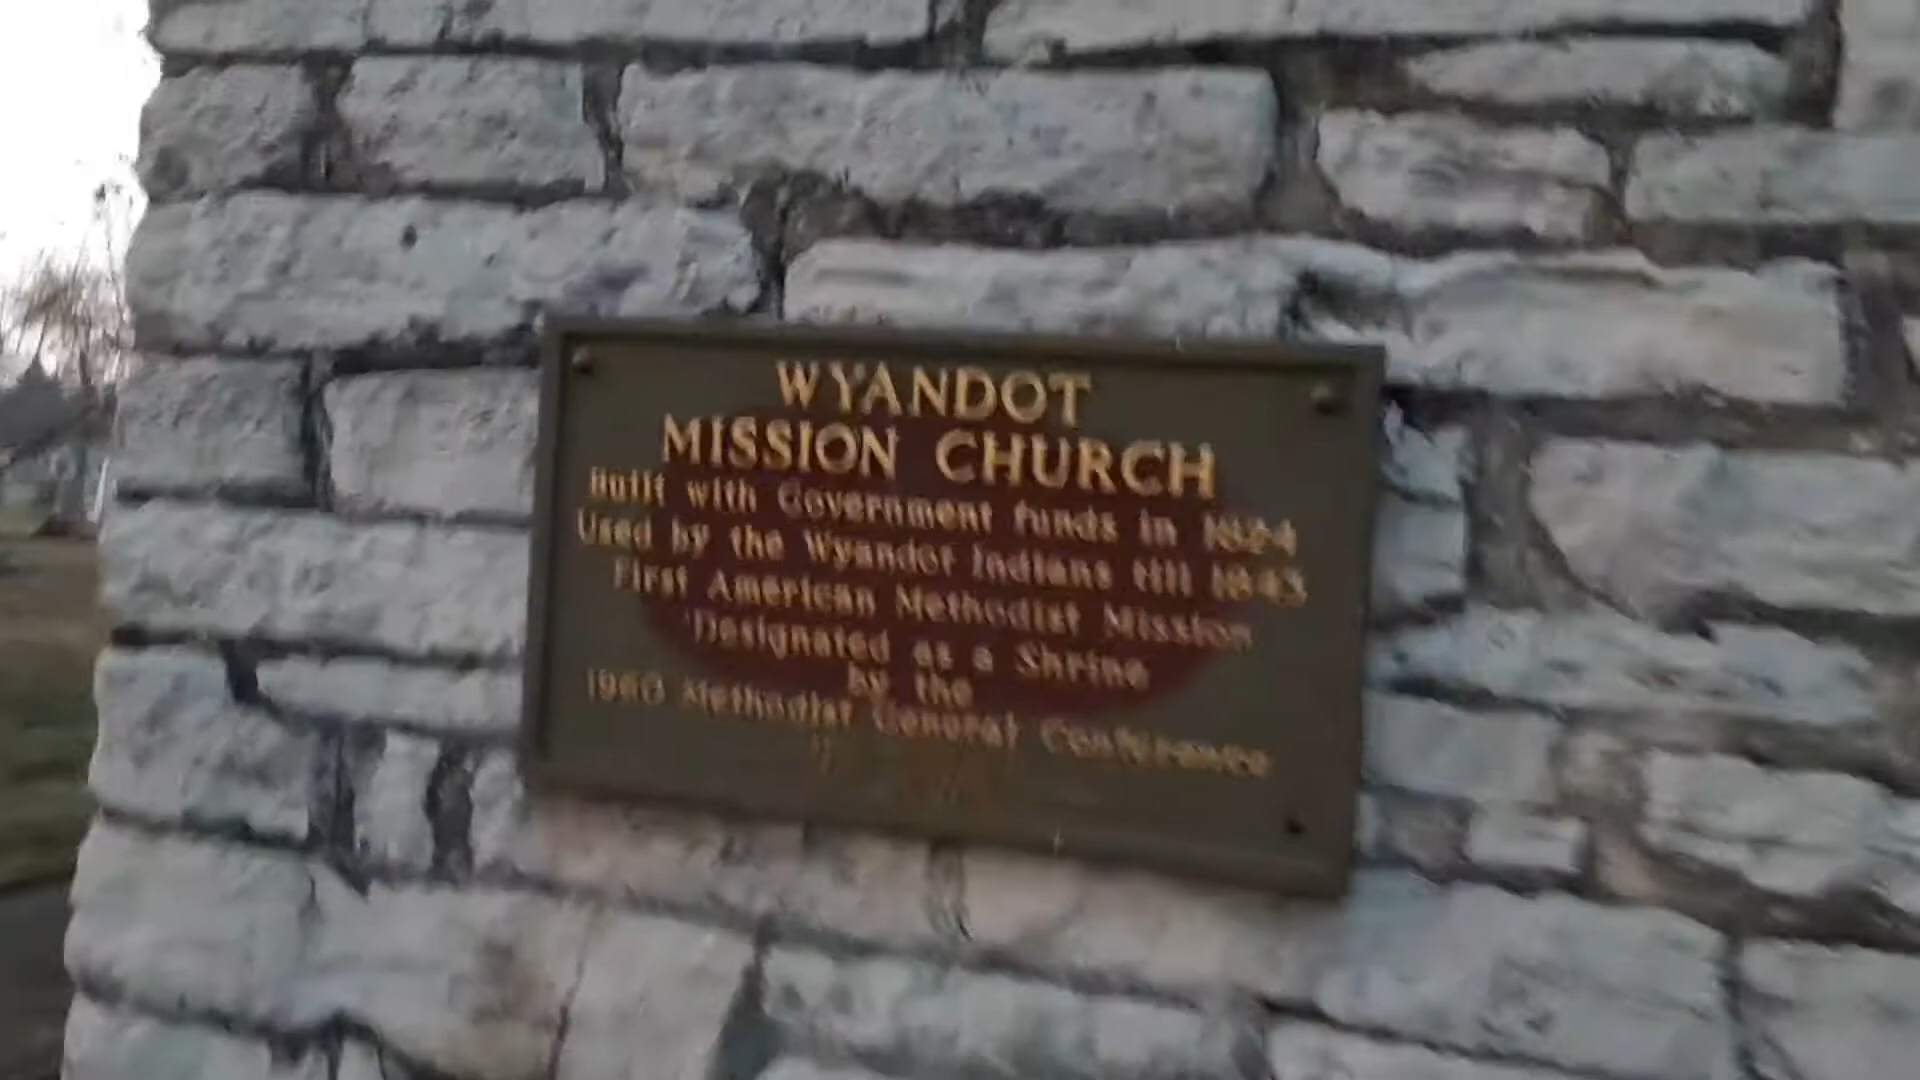 WYANDOT
MISSION CHURCH
Built with Government funds in 1824
Used by the Wyandot Indians till 1843
First American Methodist Mission
Designated as a Shrine
by the
1960 Methodist General Conference